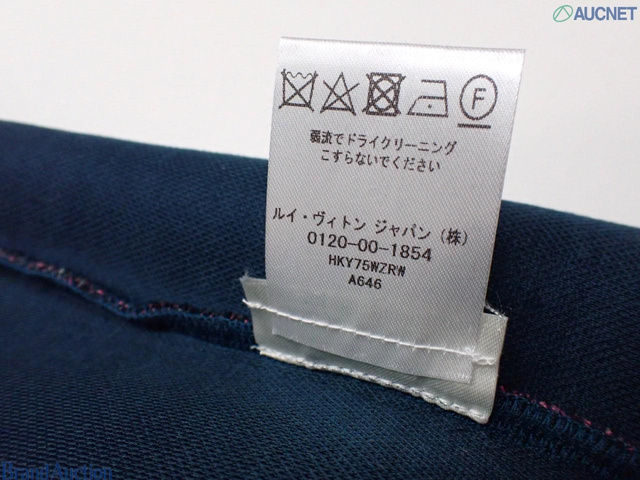 AUCNET
F
弱流でドライクリーニング
こすらないでください
ルイ・ヴィトン ジャパン (株)
0120-00-1854
HKY75WZRW
A646
Brand Auction